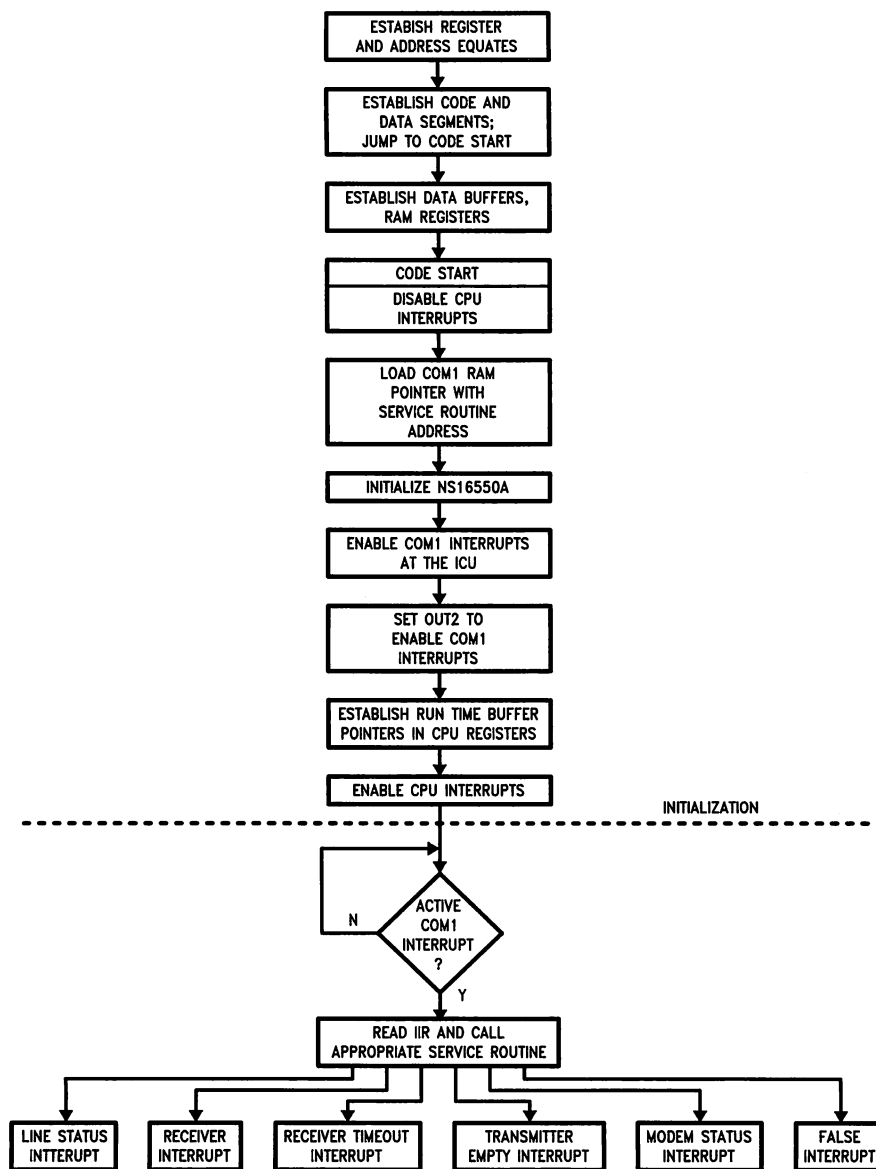 ESTABISH REGISTER
AND ADDRESS EQUATES
ESTABLISH CODE AND
DATA SEGMENTS;
JUMP TO CODE START
ESTABLISH DATA BUFFERS,
RAM REGISTERS
CODE START
DISABLE CPU
INTERRUPTS
LOAD COM1 RAM
POINTER WITH
SERVICE ROUTINE
ADDRESS
INITIALIZE NS16550A
ENABLE COM1 INTERRUPTS
AT THE ICU
SET OUT2 TO
ENABLE COM1
INTERRUPTS
ESTABLISH RUN TIME BUFFER
POINTERS IN CPU REGISTERS
ENABLE CPU INTERRUPTS
INITIALIZATION
ACTIVE
COM1
INTERRUPT
?
N
Y
READ IIR AND CALL
APPROPRIATE SERVICE ROUTINE
LINE STATUS
INTTERUPT
RECEIVER
INTERRUPT
RECEIVER TIMEOUT
INTERRUPT
TRANSMITTER
EMPTY INTERRUPT
MODEM STATUS
INTERRUPT
FALSE
INTERRUPT